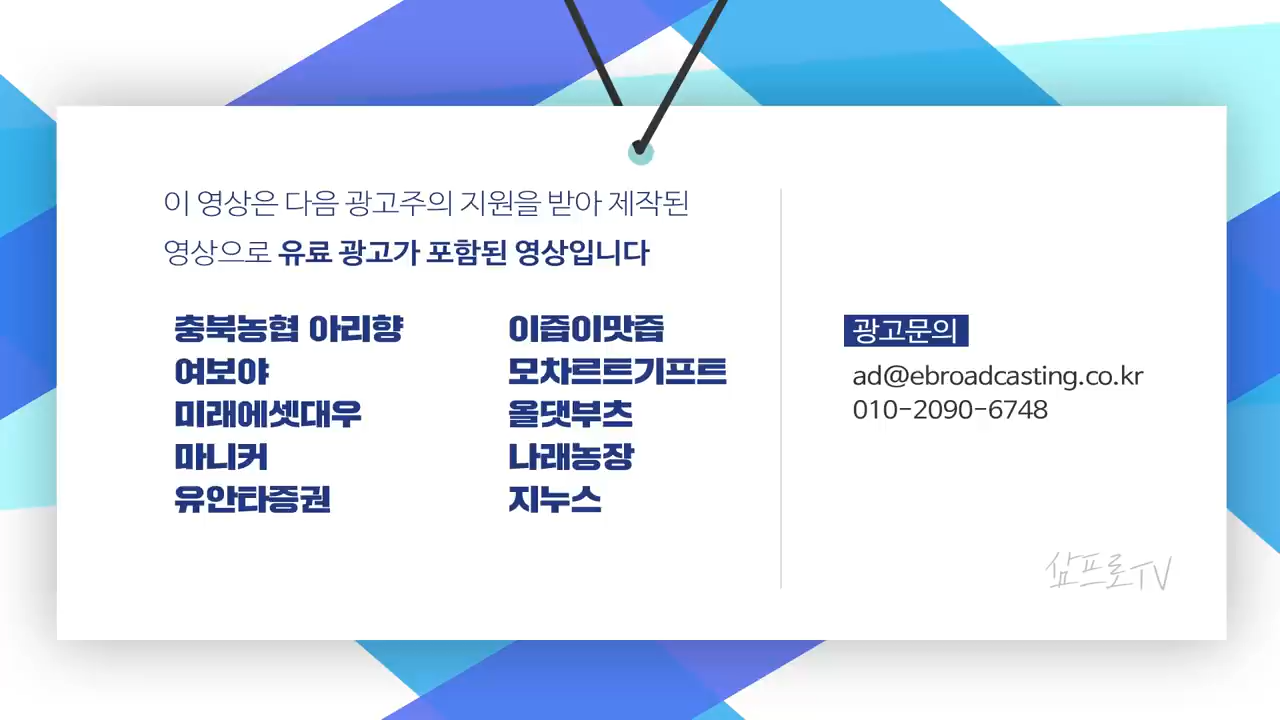 이 영상은 다음 광고주의 지원을 받아 제작된
영상으로 유료 광고가 포함된 영상입니다
충북농협 아리향
여보야
미래에셋대우
마니커
유안타증권
이즙이맛즙
모차르트기프트
올댓부츠
나래농장
지누스
광고문의
ad@ebroadcasting.co.kr
010-2090-6748
삼프로TV